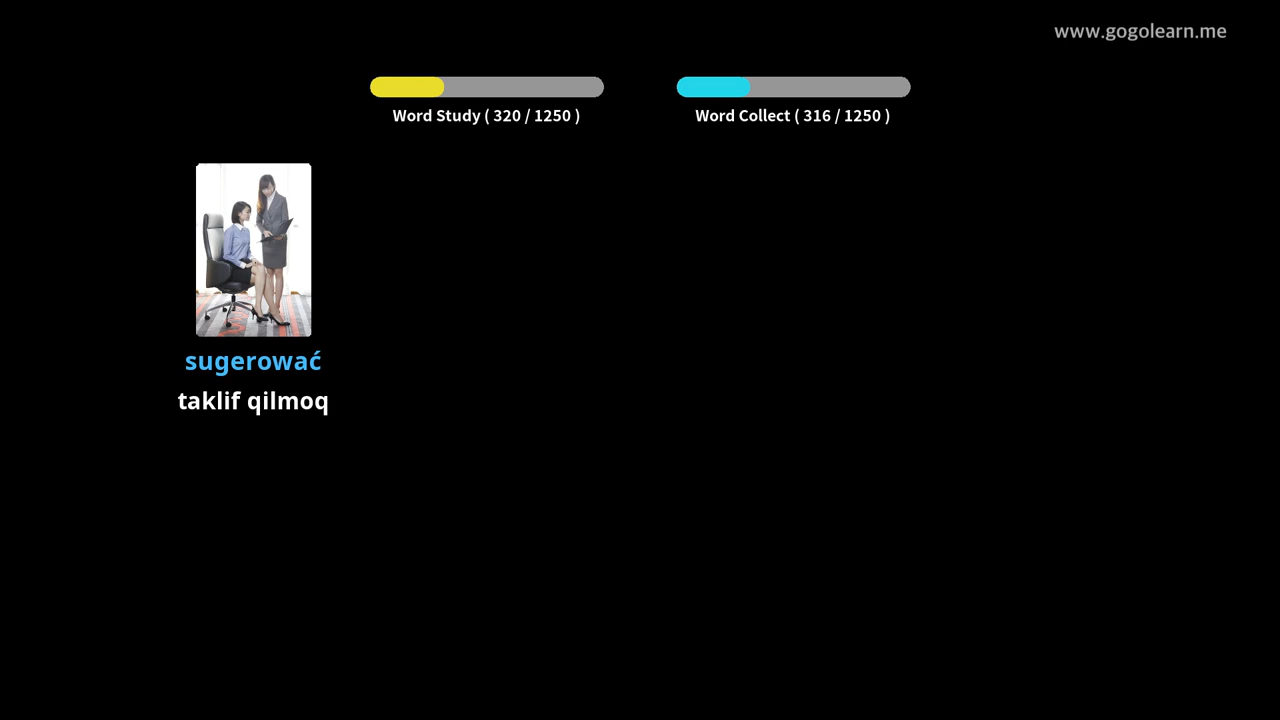 www.gogolearn.me
Word Study ( 320 / 1250 )
Word Collect ( 316 / 1250 )
sugerować
taklif qilmoq